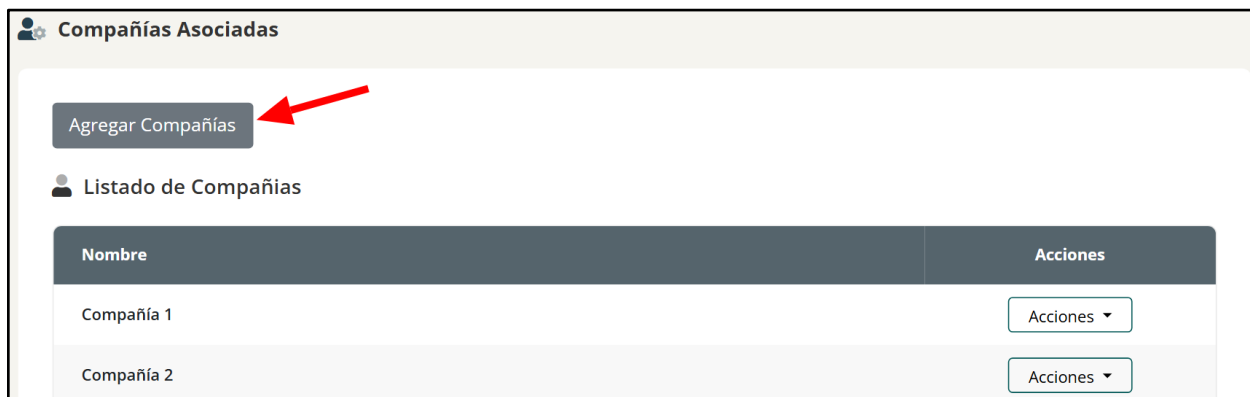 Compañías Asociadas
Agregar Compañías
Listado de Compañias
Nombre Acciones
Compañía 1 Acciones
Compañía 2 Acciones